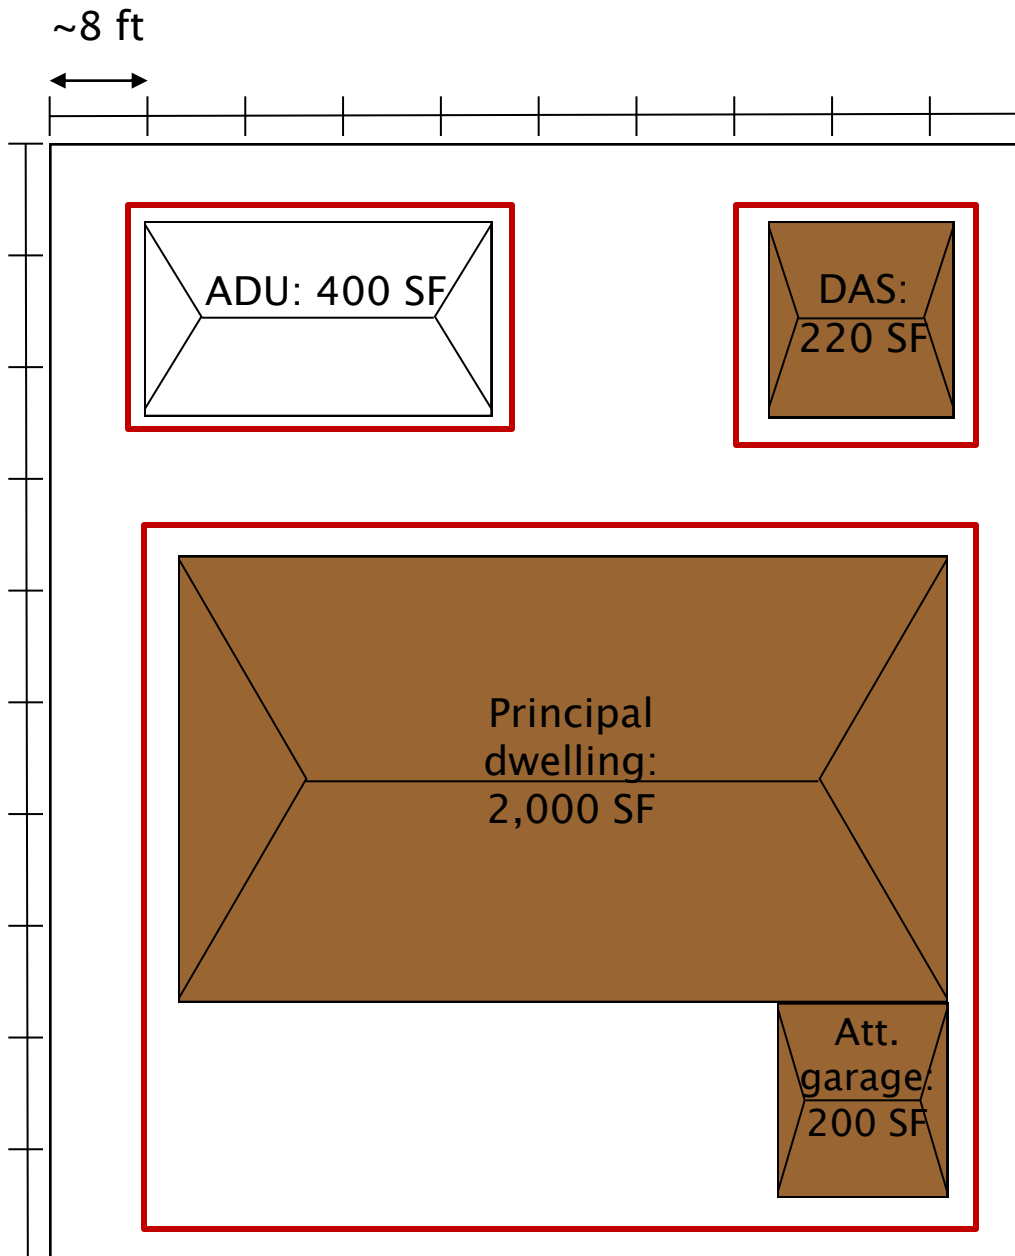 ~8 ft
ADU: 400 SF
DAS:
220 SF
Principal
dwelling:
2,000 SF
Att.
garage:
200 SF